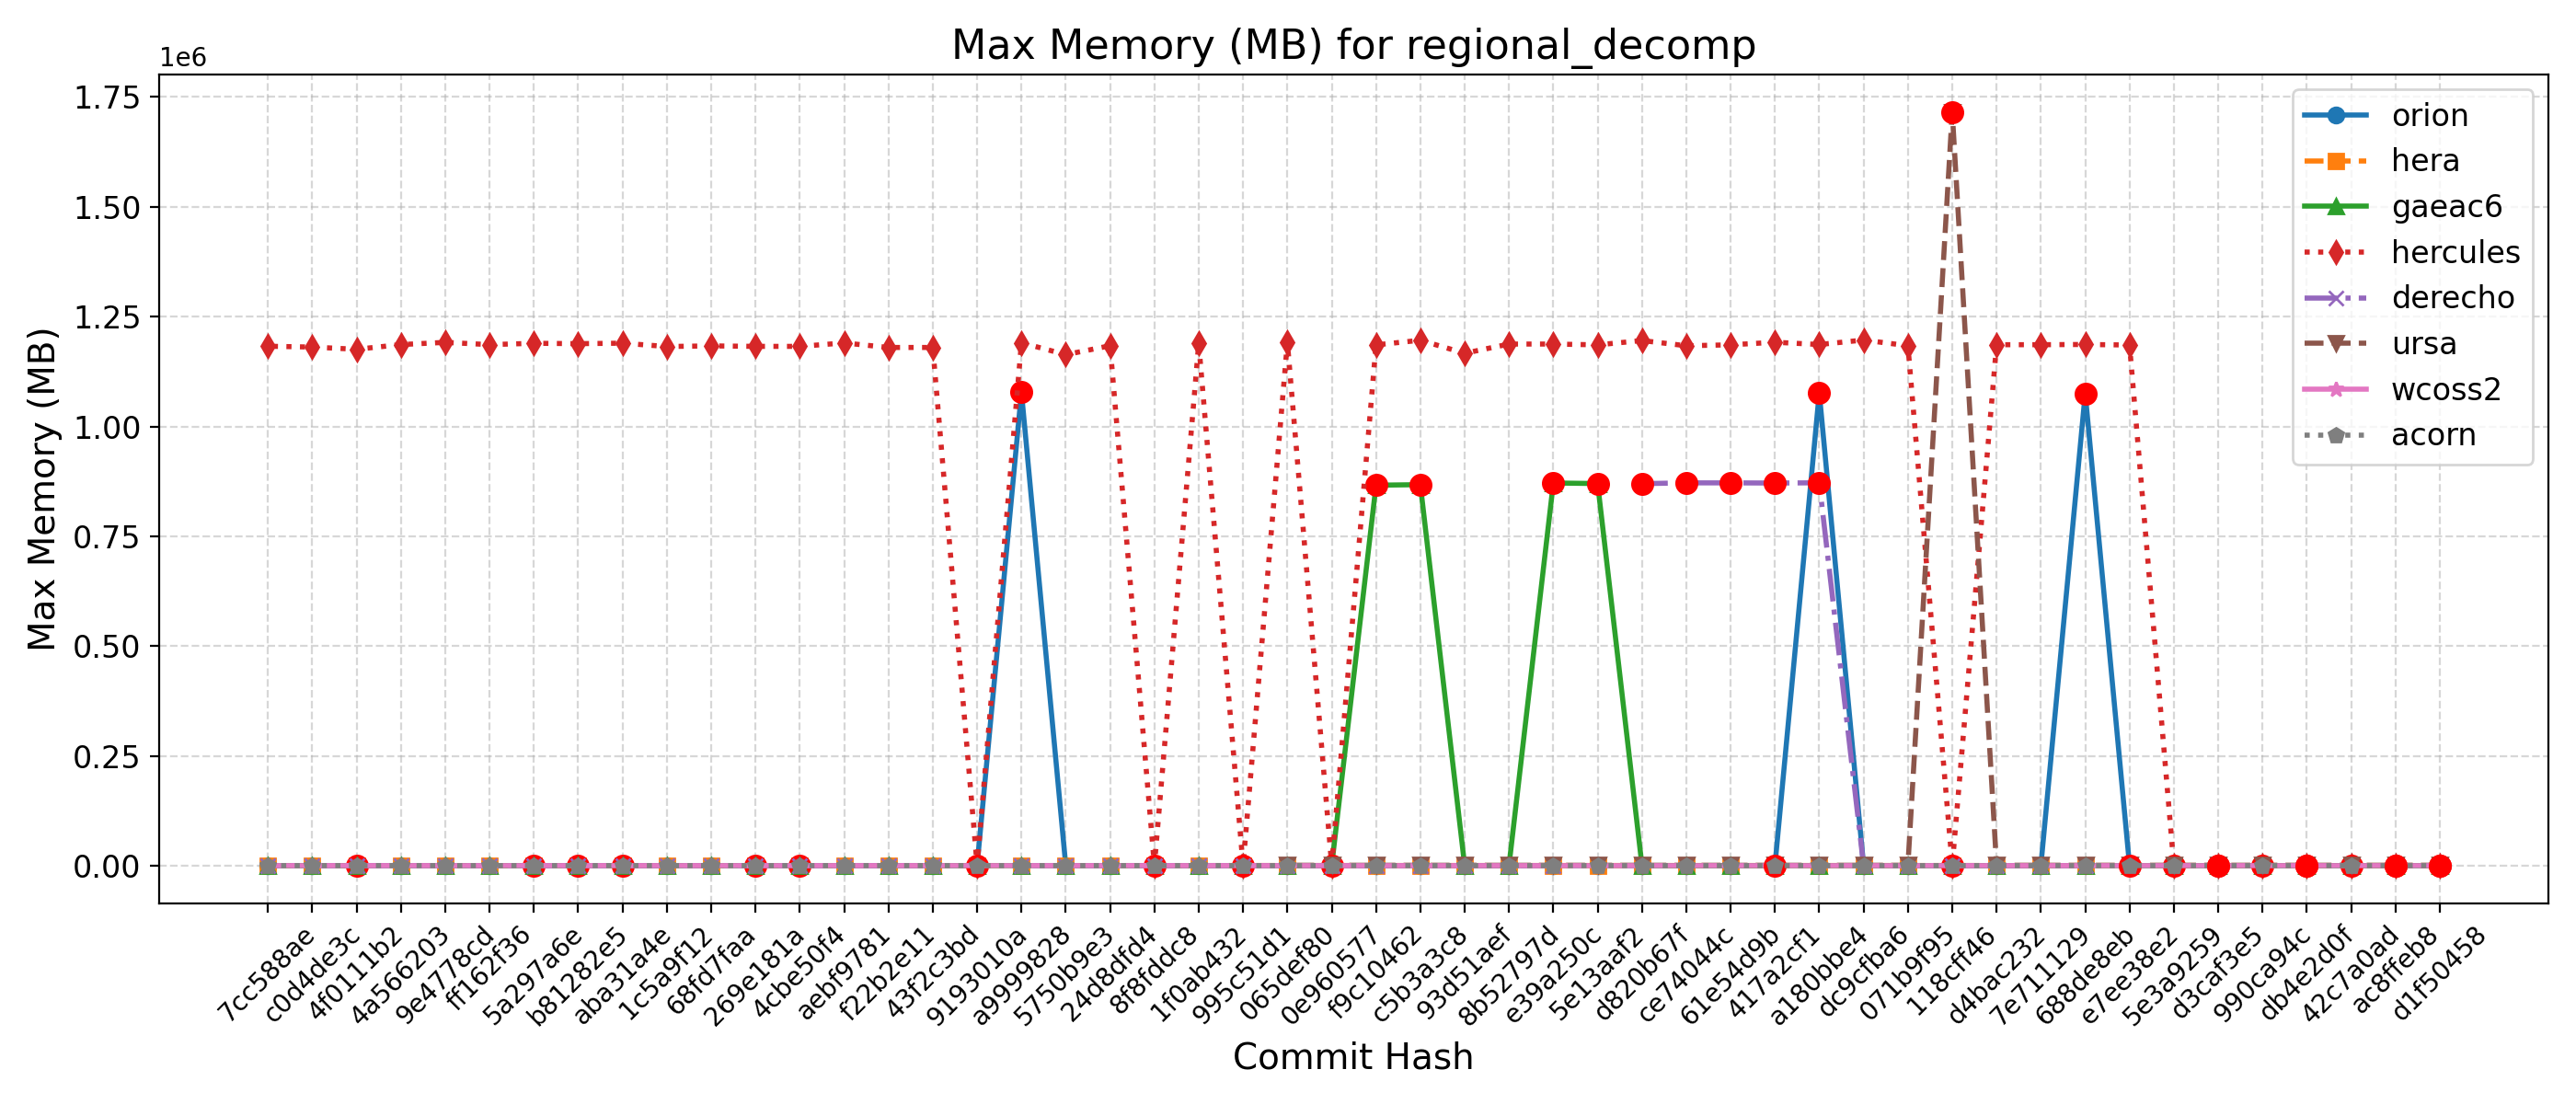 Max Memory (MB) for regional_decomp
1e6
1.75
1.50
1.25
1.00
0.75
0.50
0.25
0.00
Max Memory (MB)
orion
hera
gaeac6
hercules
derecho
ursa
wcoss2
acorn
7cc588ae
c0d4de3c
4f0111b2
4a566203
9e4778cd
ff162f36
5a297a6e
b81282e5
aba31a4e
1c5a9f12
68fd7faa
269e181a
4cbe50f4
aebf9781
f22b2e11
43f2c3bd
9193010a
a9999828
5750b9e3
24d8dfd4
8f8fddc8
1f0ab432
995c51d1
065def80
0e960577
f9c10462
c5b3a3c8
93d51aef
8b52797d
e39a250c
5e13aaf2
d820b67f
ce74044c
61e54d9b
417a2cf1
a180bbe4
dc9cfba6
071b9f95
118cff46
d4bac232
7e711129
688de8eb
e7ee38e2
5e3a9259
d3caf3e5
990ca94c
db4e2d0f
42c7a0ad
ac8ffeb8
d1f50458
Commit Hash